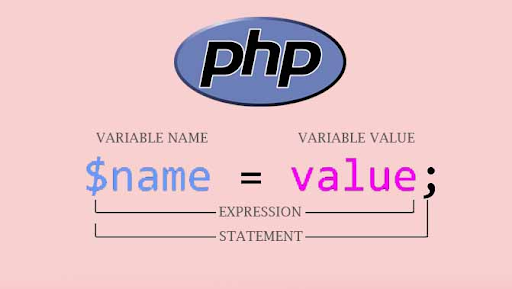 php
VARIABLE NAME VARIABLE VALUE
$name = value;
EXPRESSION
STATEMENT